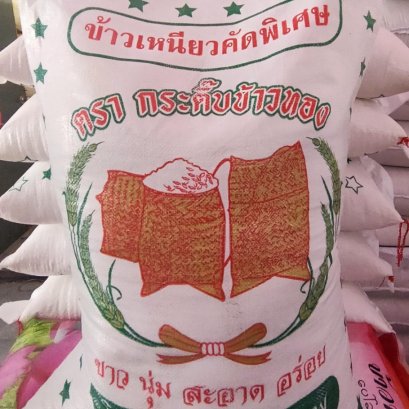 ข้าวเหนียวคัดพิเศษ
ตรา กระติ๊บข้าวทอง
ขาว นุ่ม สะอาด อร่อย